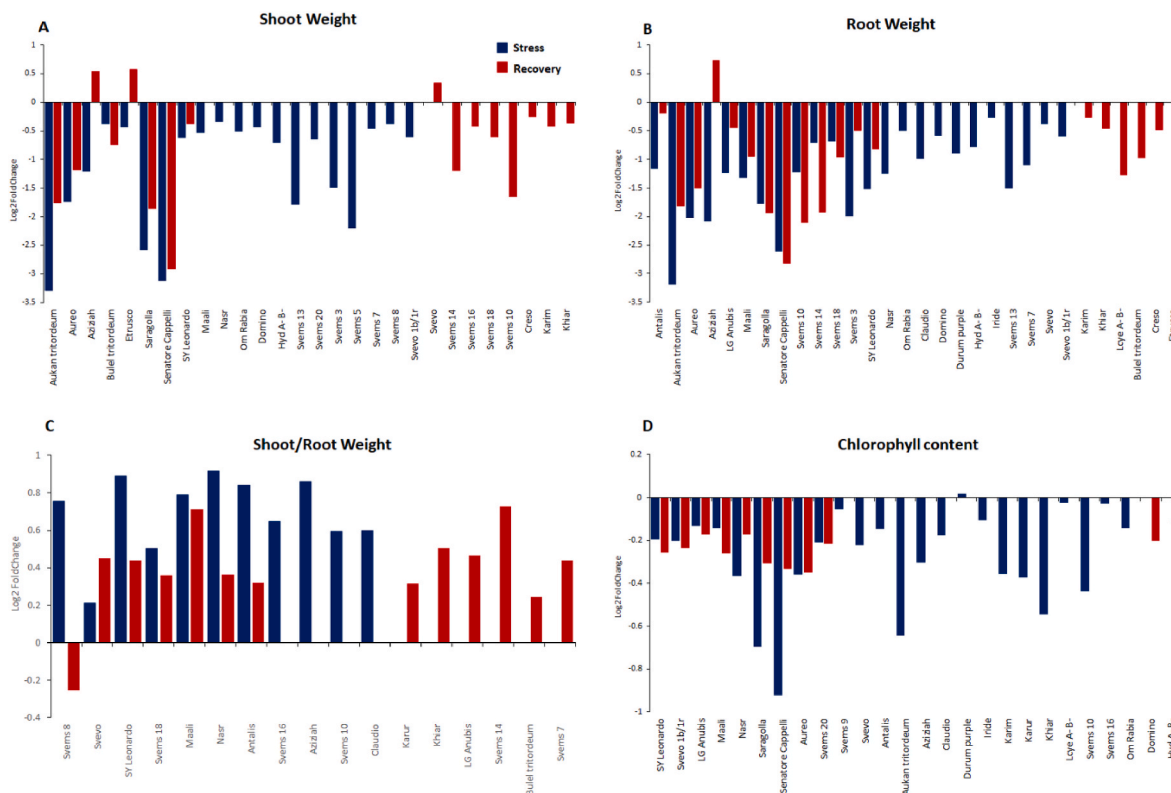 A
Shoot Weight
Stress
Recovery
Log2FoldChange
1
0.5
0
-0.5
-1
-1.5
-2
-2.5
-3
-3.5
Aukan tritordeum
Aureo
Aziziah
Bulel tritordeum
Etrusco
Saragolla
Senatore Cappelli
SY Leonardo
Maali
Nasr
Om Rabia
Domino
Hyd A- B-
Svems 13
Svems 20
Svems 3
Svems 5
Svems 7
Svems 8
Svevo 1b/1r
Svevo
Svems 14
Svems 16
Svems 18
Svems 10
Creso
Karim
Khiar
B
Root Weight
Log2FoldChange
1
0.5
0
-0.5
-1
-1.5
-2
-2.5
-3
-3.5
Antalis
Aukan tritordeum
Aureo
Aziziah
LG Anubis
Maali
Saragolla
Senatore Cappelli
Svems 10
Svems 14
Svems 18
Svems 3
SY Leonardo
Nasr
Om Rabia
Claudio
Domino
Durum purple
Hyd A- B-
Iride
Svems 13
Svems 7
Svevo
Svevo 1b/1r
Karim
Khiar
Lcye A- B-
Bulel tritordeum
Creso
C
Shoot/Root Weight
Log2 FoldChange
1
0.8
0.6
0.4
0.2
0
-0.2
-0.4
Svems 8
Svevo
SY Leonardo
Svems 18
Maali
Nasr
Antalis
Svems 16
Aziziah
Svems 10
Claudio
Karur
Khiar
LG Anubis
Svems 14
Bulel tritordeum
Svems 7
D
Chlorophyll content
Log2FoldChange
0.2
0
-0.2
-0.4
-0.6
-0.8
-1
SY Leonardo
Svevo 1b/1r
LG Anubis
Maali
Nasr
Saragolla
Senatore Cappelli
Aureo
Svems 20
Svems 9
Svevo
Antalis
Aukan tritordeum
Aziziah
Claudio
Durum purple
Iride
Karim
Karur
Khiar
Lcye A- B-
Svems 10
Svems 16
Om Rabia
Domino
Hyd A- B